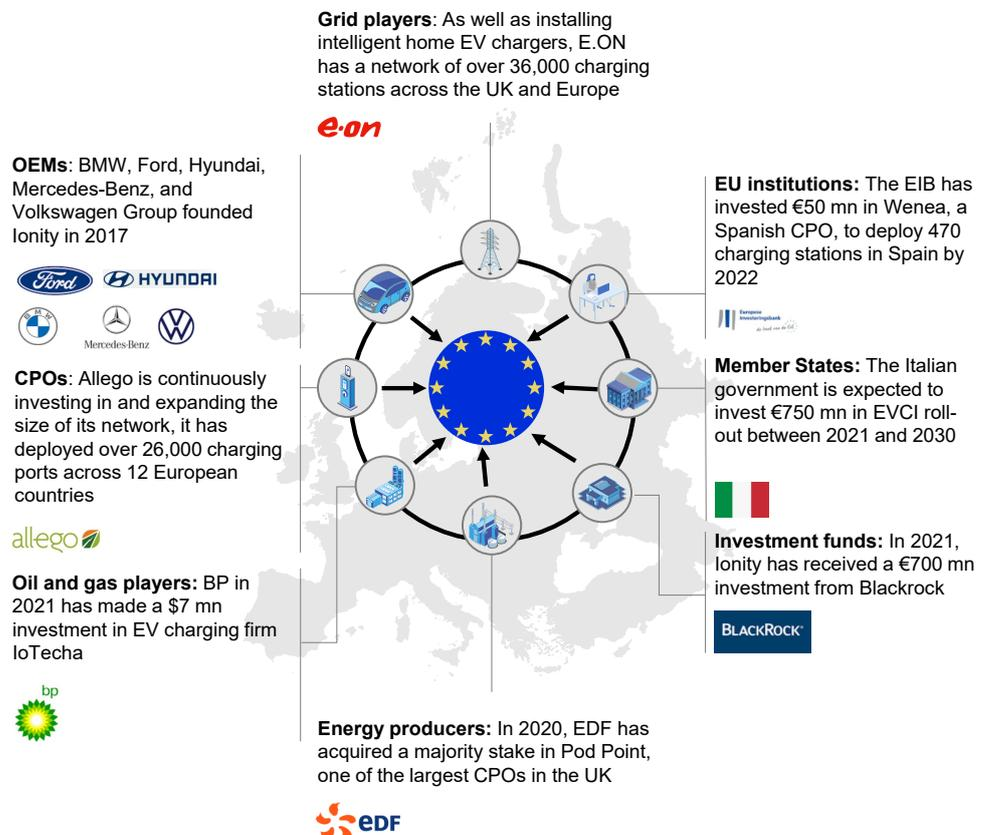 Grid players: As well as installing
intelligent home EV chargers, E.ON
has a network of over 36,000 charging
stations across the UK and Europe
e·on
OEMs: BMW, Ford, Hyundai,
Mercedes-Benz, and
Volkswagen Group founded
Ionity in 2017
Ford
HYUNDAI
BMW
Mercedes-Benz
CPOs: Allego is continuously
investing in and expanding the
size of its network, it has
deployed over 26,000 charging
ports across 12 European
countries
allego
Oil and gas players: BP in
2021 has made a $7 mn
investment in EV charging firm
IoTecha
bp
EU institutions: The EIB has
invested €50 mn in Wenea, a
Spanish CPO, to deploy 470
charging stations in Spain by
2022
Europese
Investeringsbank
de bank van de EU
Member States: The Italian
government is expected to
invest €750 mn in EVCI roll-
out between 2021 and 2030
Investment funds: In 2021,
Ionity has received a €700 mn
investment from Blackrock
BLACKROCK®
Energy producers: In 2020, EDF has
acquired a majority stake in Pod Point,
one of the largest CPOs in the UK
eDF